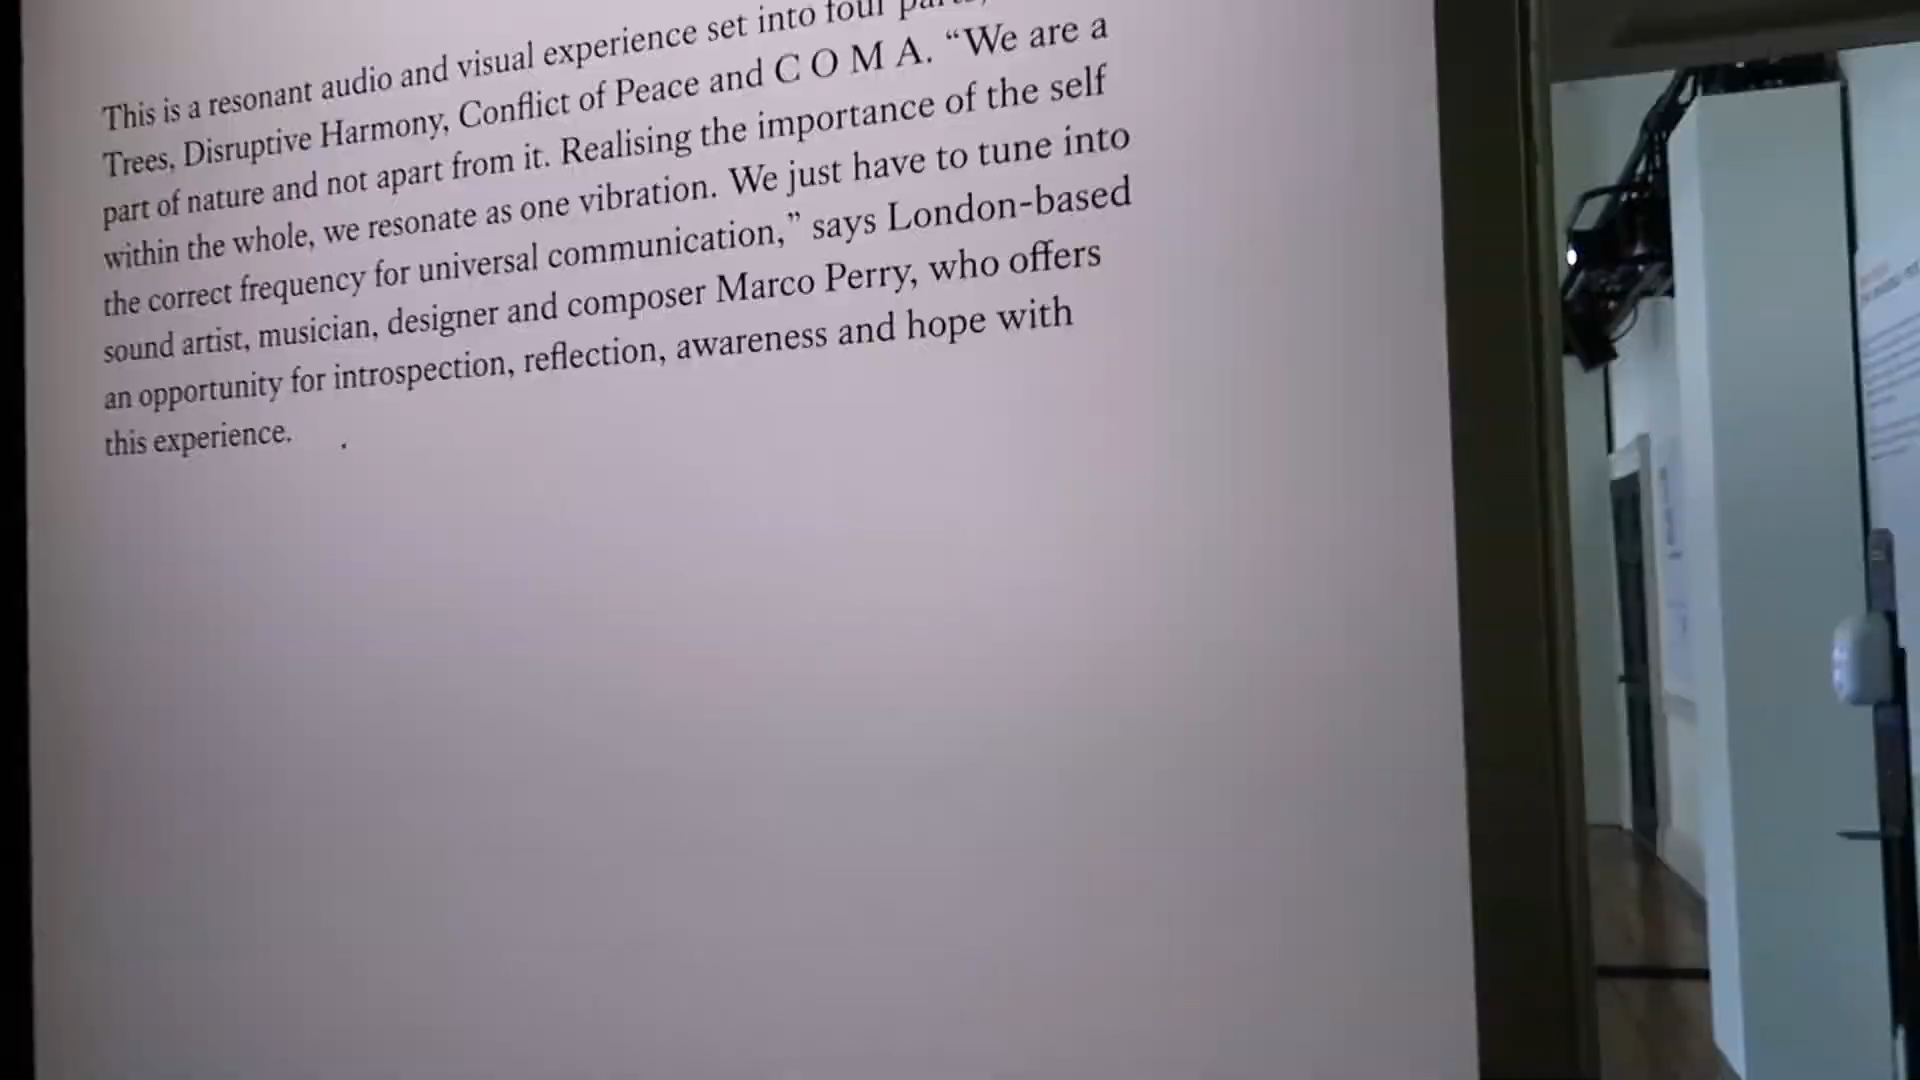 This is a resonant audio and visual experience set into four
Trees, Disruptive Harmony, Conflict of Peace and C O M A. “We are a
part of nature and not apart from it. Realising the importance of the self
within the whole, we resonate as one vibration. We just have to tune into
the correct frequency for universal communication,” says London-based
sound artist, musician, designer and composer Marco Perry, who offers
an opportunity for introspection, reflection, awareness and hope with
this experience.